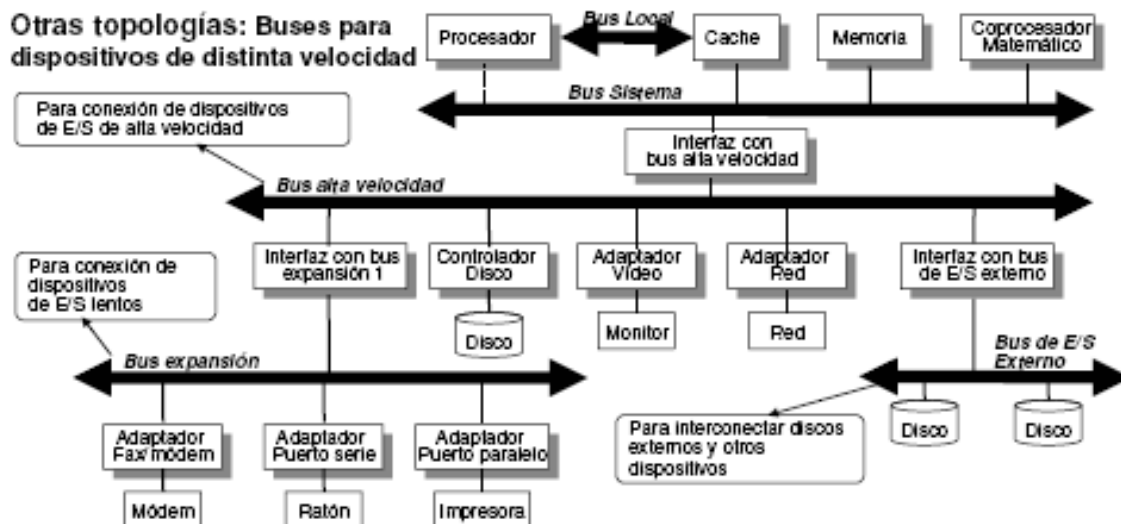 Otras topologías: Buses para
dispositivos de distinta velocidad
Procesador
Bus Local
Cache
Memoria
Coprocesador
Matemático
Bus Sistema
Para conexión de dispositivos
de E/S de alta velocidad
Interfaz con
bus alta velocidad
Bus alta velocidad
Para conexión de
dispositivos
de E/S lentos
Interfaz con bus
expansión 1
Controlador
Disco
Adaptador
Vídeo
Adaptador
Red
Interfaz con bus
de E/S externo
Disco
Monitor
Red
Bus expansión
Bus de E/S
Externo
Adaptador
Fax/módem
Adaptador
Puerto serie
Adaptador
Puerto paralelo
Para interconectar discos
externos y otros
dispositivos
Disco
Disco
Módem
Ratón
Impresora